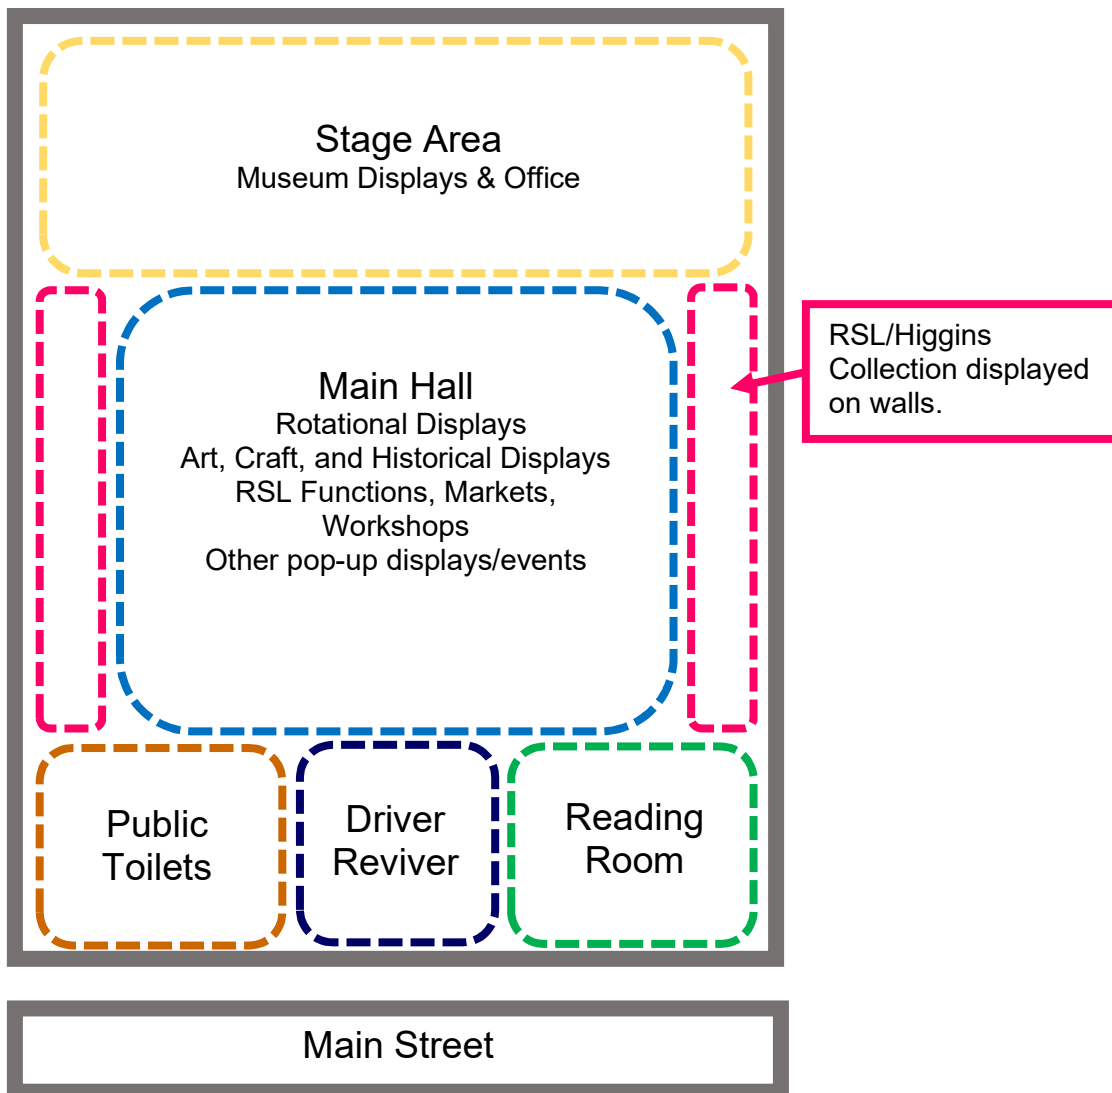 Stage Area
Museum Displays & Office
Main Hall
Rotational Displays
Art, Craft, and Historical Displays
RSL Functions, Markets,
Workshops
Other pop-up displays/events
RSL/Higgins
Collection displayed
on walls.
Public
Toilets
Driver
Reviver
Reading
Room
Main Street